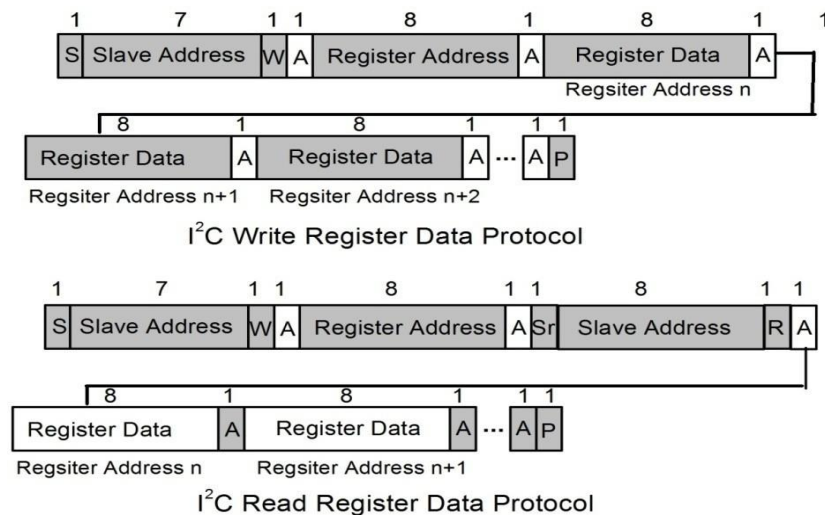 1 7 1 1 8 1 8 1 1
S Slave Address W A Register Address A Register Data A
Regsiter Address n
8 1 8 1 1 1
Register Data A Register Data A ... A P
Regsiter Address n+1 Regsiter Address n+2
I²C Write Register Data Protocol
1 7 1 1 8 1 1 8 1 1
S Slave Address W A Register Address A Sr Slave Address R A
8 1 8 1 1 1
Register Data A Register Data A ... A P
Regsiter Address n Regsiter Address n+1
I²C Read Register Data Protocol